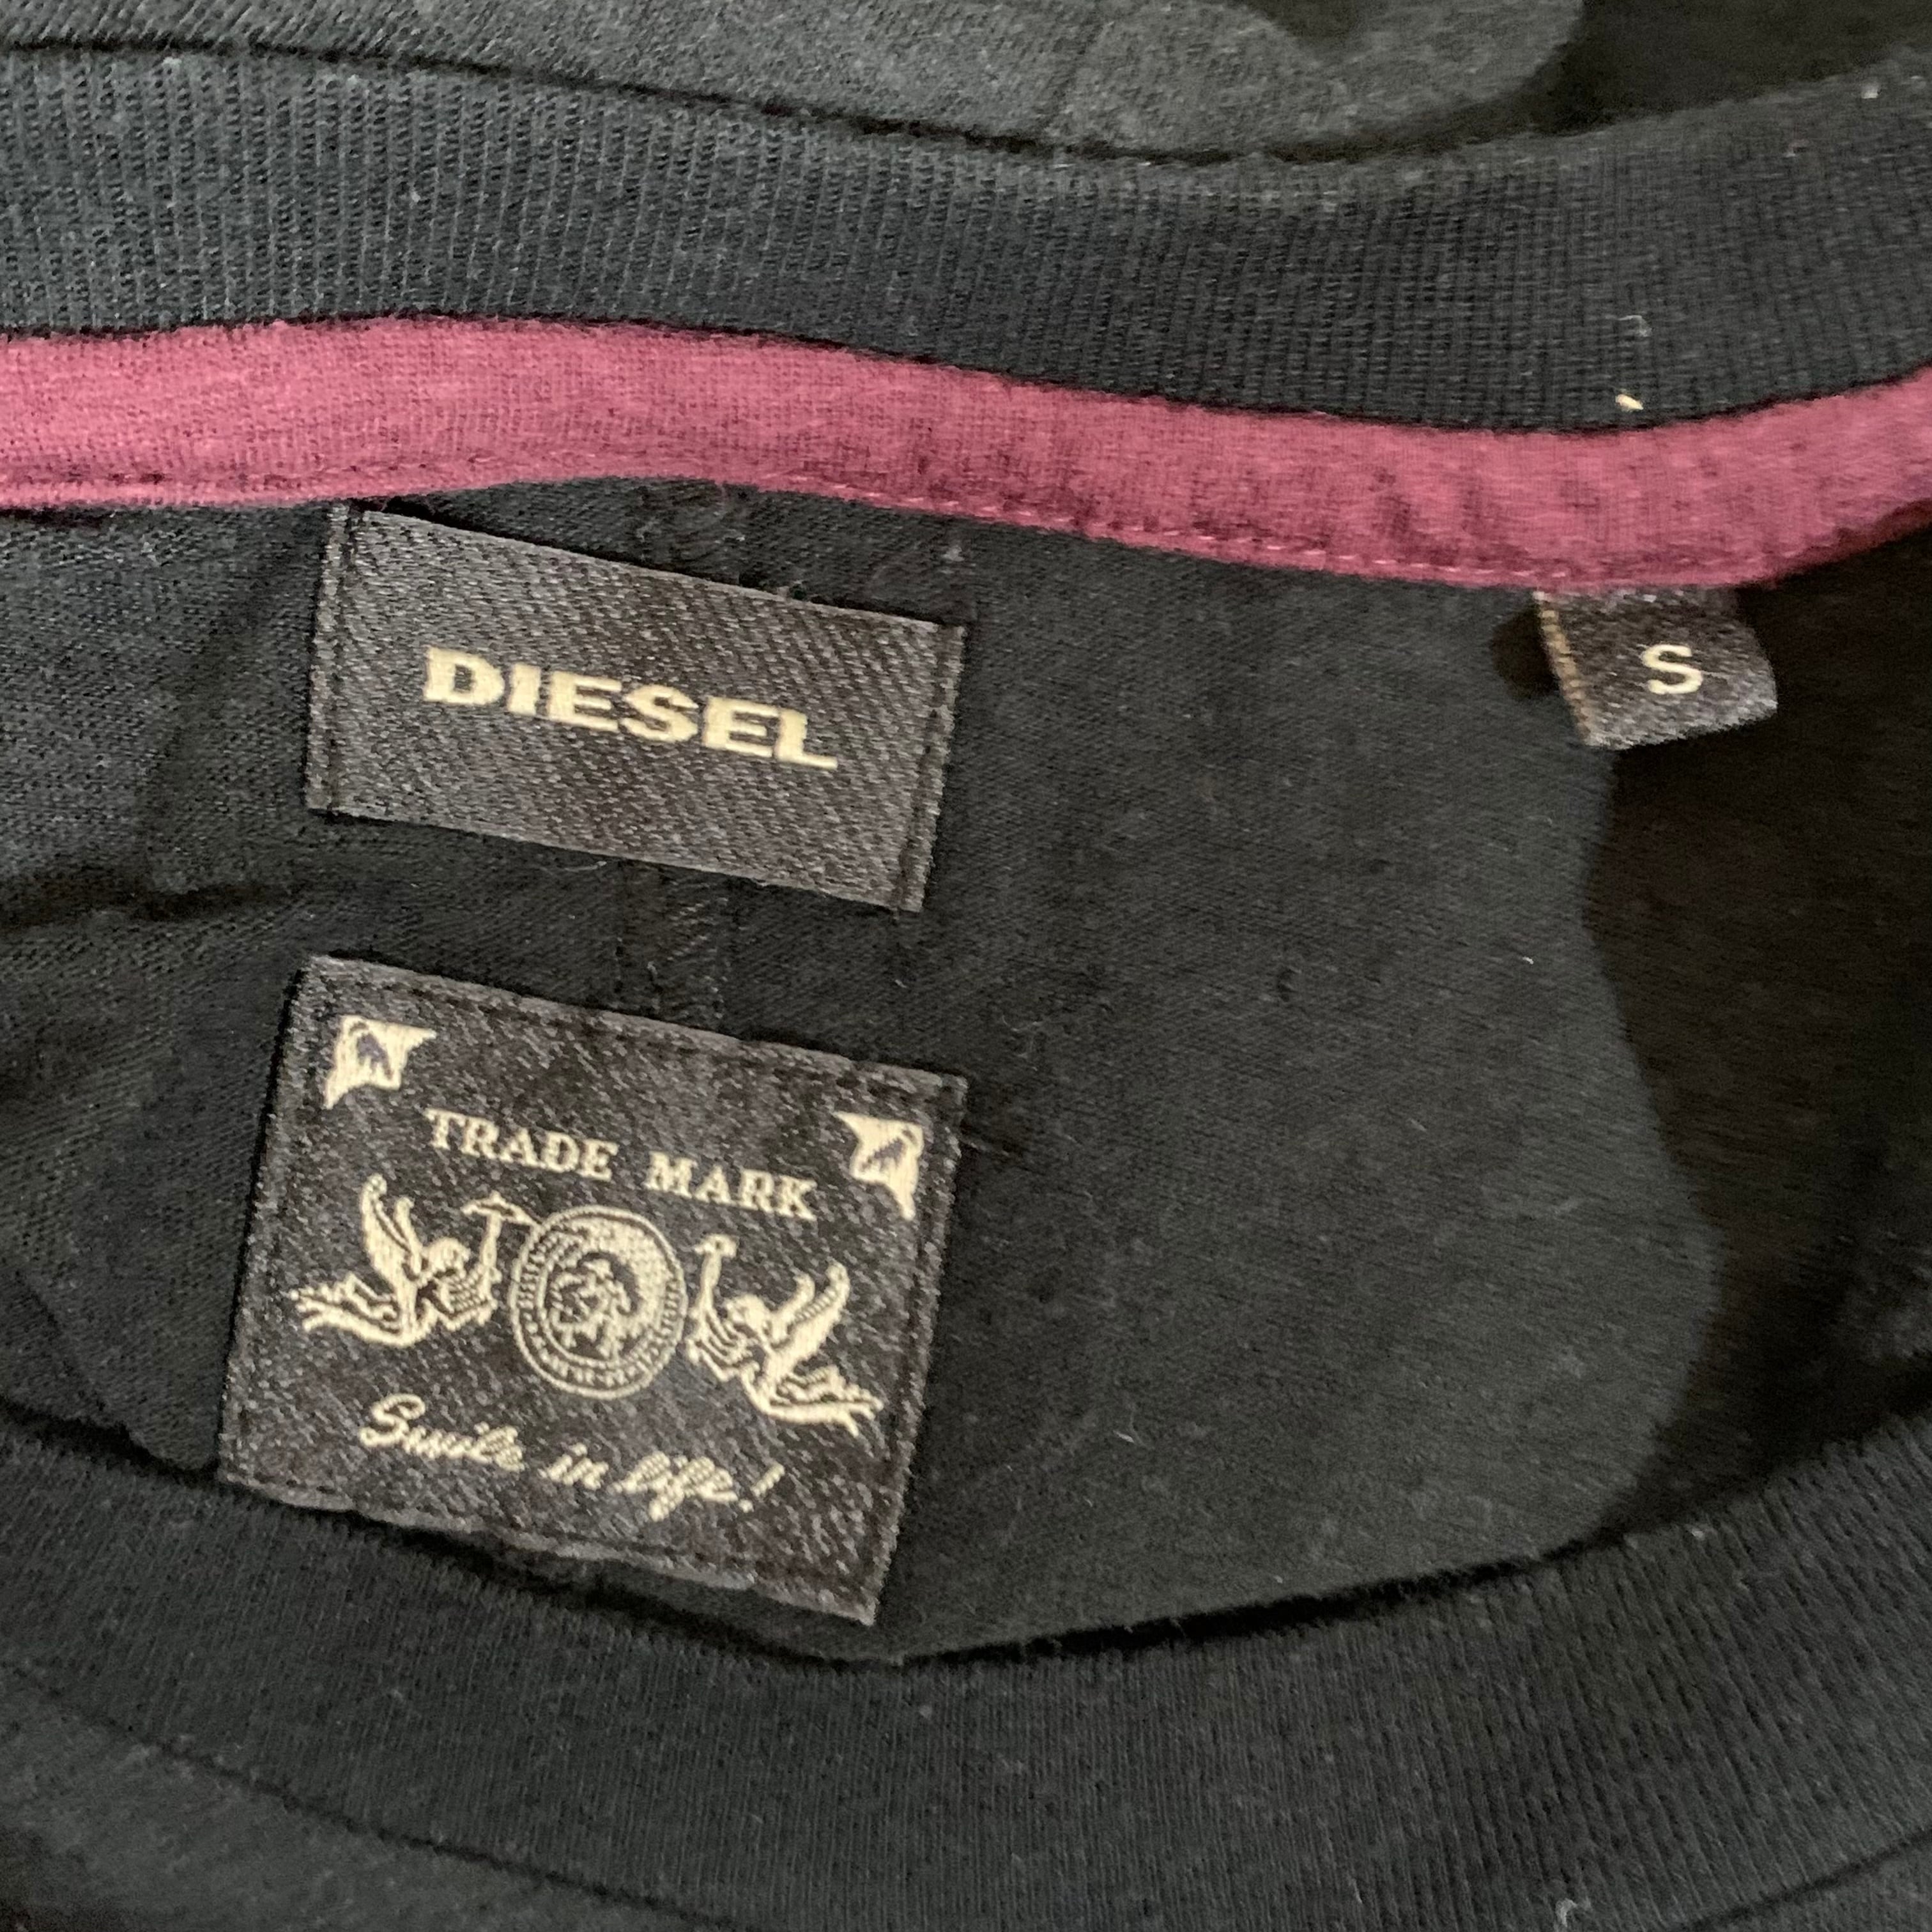 DIESEL
S
TRADE MARK
Smile in life!